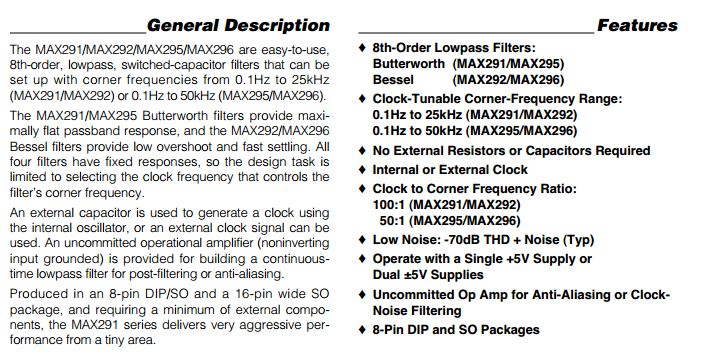 General Description
The MAX291/MAX292/MAX295/MAX296 are easy-to-use,
8th-order, lowpass, switched-capacitor filters that can be
set up with corner frequencies from 0.1Hz to 25kHz
(MAX291/MAX292) or 0.1Hz to 50kHz (MAX295/MAX296).
The MAX291/MAX295 Butterworth filters provide maxi-
mally flat passband response, and the MAX292/MAX296
Bessel filters provide low overshoot and fast settling. All
four filters have fixed responses, so the design task is
limited to selecting the clock frequency that controls the
filter's corner frequency.
An external capacitor is used to generate a clock using
the internal oscillator, or an external clock signal can be
used. An uncommitted operational amplifier (noninverting
input grounded) is provided for building a continuous-
time lowpass filter for post-filtering or anti-aliasing.
Produced in an 8-pin DIP/SO and a 16-pin wide SO
package, and requiring a minimum of external compo-
nents, the MAX291 series delivers very aggressive per-
formance from a tiny area.
Features
♦ 8th-Order Lowpass Filters:
Butterworth (MAX291/MAX295)
Bessel (MAX292/MAX296)
♦ Clock-Tunable Corner-Frequency Range:
0.1Hz to 25kHz (MAX291/MAX292)
0.1Hz to 50kHz (MAX295/MAX296)
♦ No External Resistors or Capacitors Required
♦ Internal or External Clock
♦ Clock to Corner Frequency Ratio:
100:1 (MAX291/MAX292)
50:1 (MAX295/MAX296)
♦ Low Noise: -70dB THD + Noise (Typ)
♦ Operate with a Single +5V Supply or
Dual ±5V Supplies
♦ Uncommitted Op Amp for Anti-Aliasing or Clock-
Noise Filtering
♦ 8-Pin DIP and SO Packages